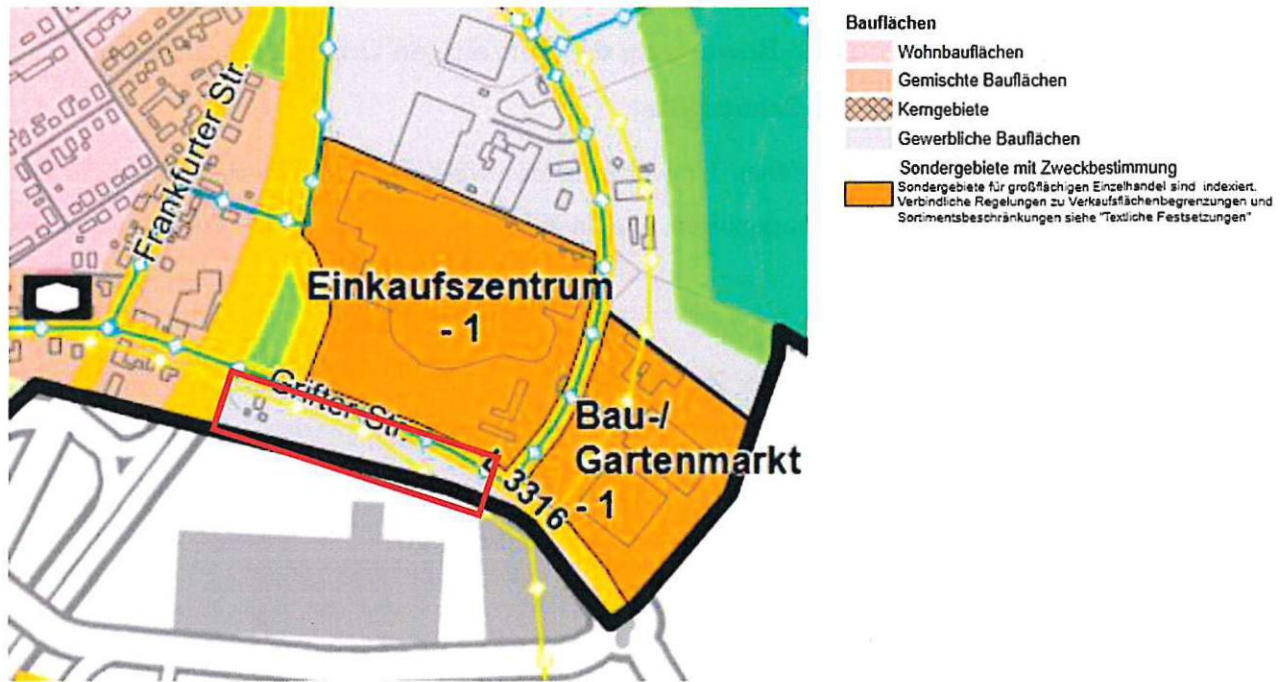 Frankfurter Str.
Einkaufszentrum
- 1
Grifter Str.
L 3316
Bau-/
Gartenmarkt
- 1
Bauflächen
Wohnbauflächen
Gemischte Bauflächen
Kerngebiete
Gewerbliche Bauflächen
Sondergebiete mit Zweckbestimmung
Sondergebiete für großflächigen Einzelhandel sind indexiert.
Verbindliche Regelungen zu Verkaufsflächenbegrenzungen und
Sortimentsbeschränkungen siehe "Textliche Festsetzungen"